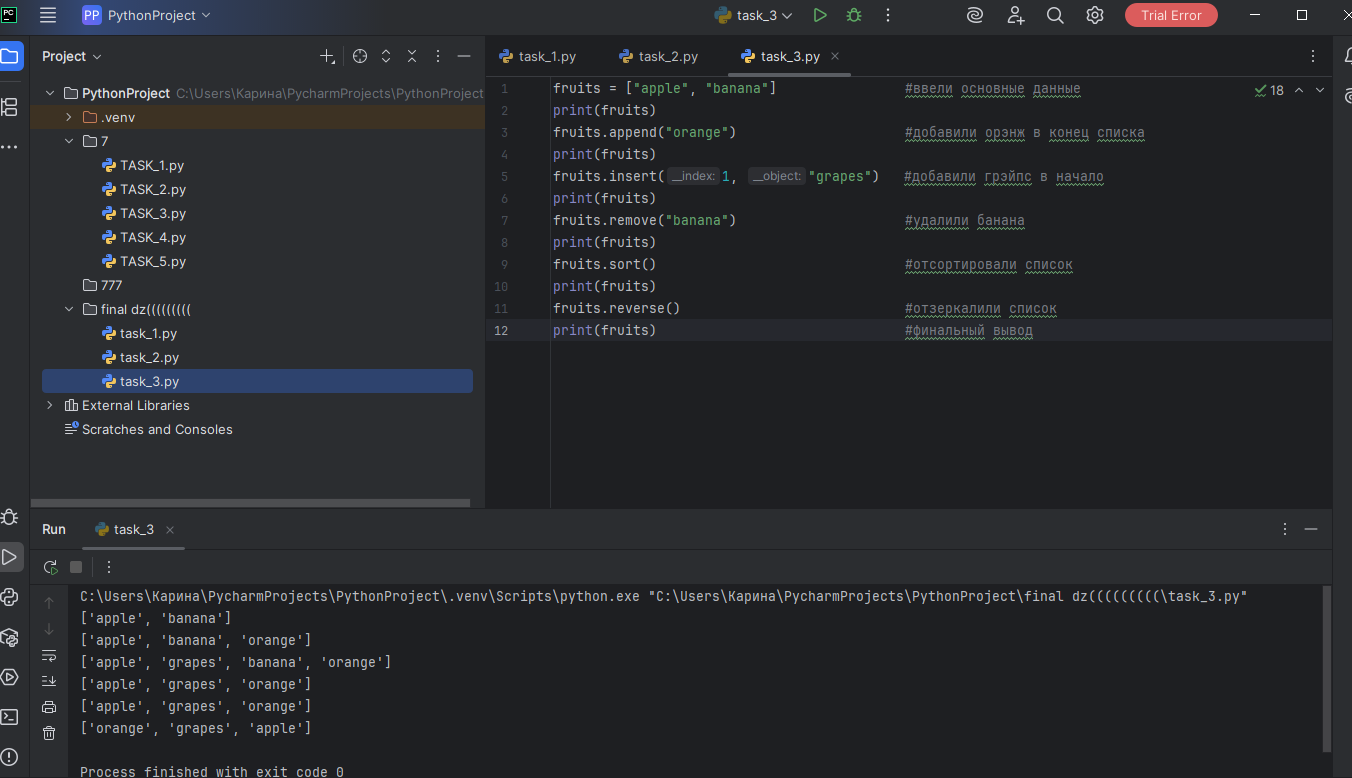 PC
PP PythonProject
task_3
Trial Error
Project
PythonProject C:\Users\Карина\PycharmProjects\PythonProject
.venv
7
TASK_1.py
TASK_2.py
TASK_3.py
TASK_4.py
TASK_5.py
777
final dz(((((((((
task_1.py
task_2.py
task_3.py
External Libraries
Scratches and Consoles
task_1.py task_2.py task_3.py
18
1 fruits = ["apple", "banana"] #ввели основные данные
2 print(fruits)
3 fruits.append("orange") #добавили орэнж в конец списка
4 print(fruits)
5 fruits.insert( __index: 1, __object: "grapes") #добавили грэйпс в начало
6 print(fruits)
7 fruits.remove("banana") #удалили банана
8 print(fruits)
9 fruits.sort() #отсортировали список
10 print(fruits)
11 fruits.reverse() #отзеркалили список
12 print(fruits) #финальный вывод
Run task_3
C:\Users\Карина\PycharmProjects\PythonProject\.venv\Scripts\python.exe "C:\Users\Карина\PycharmProjects\PythonProject\final dz(((((((((\task_3.py"
['apple', 'banana']
['apple', 'banana', 'orange']
['apple', 'grapes', 'banana', 'orange']
['apple', 'grapes', 'orange']
['apple', 'grapes', 'orange']
['orange', 'grapes', 'apple']
Process finished with exit code 0